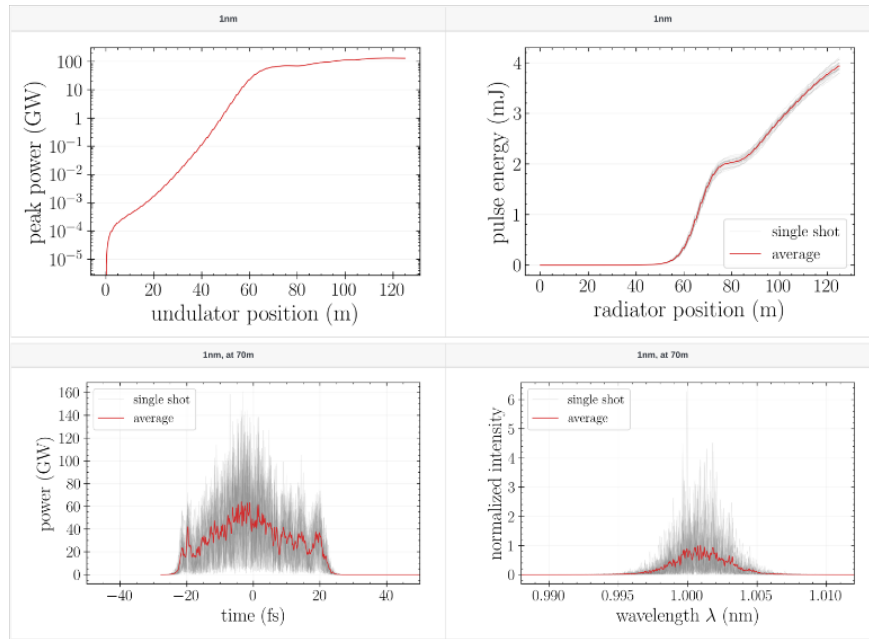 1nm
1nm
100
10
1
10⁻¹
10⁻²
10⁻³
10⁻⁴
10⁻⁵
peak power (GW)
0 20 40 60 80 100 120
undulator position (m)
4
3
2
1
0
pulse energy (mJ)
single shot
average
0 20 40 60 80 100 120
radiator position (m)
1nm, at 70m
1nm, at 70m
160
140
120
100
80
60
40
20
0
power (GW)
single shot
average
−40 −20 0 20 40
time (fs)
6
5
4
3
2
1
0
normalized intensity
single shot
average
0.990 0.995 1.000 1.005 1.010
wavelength λ (nm)